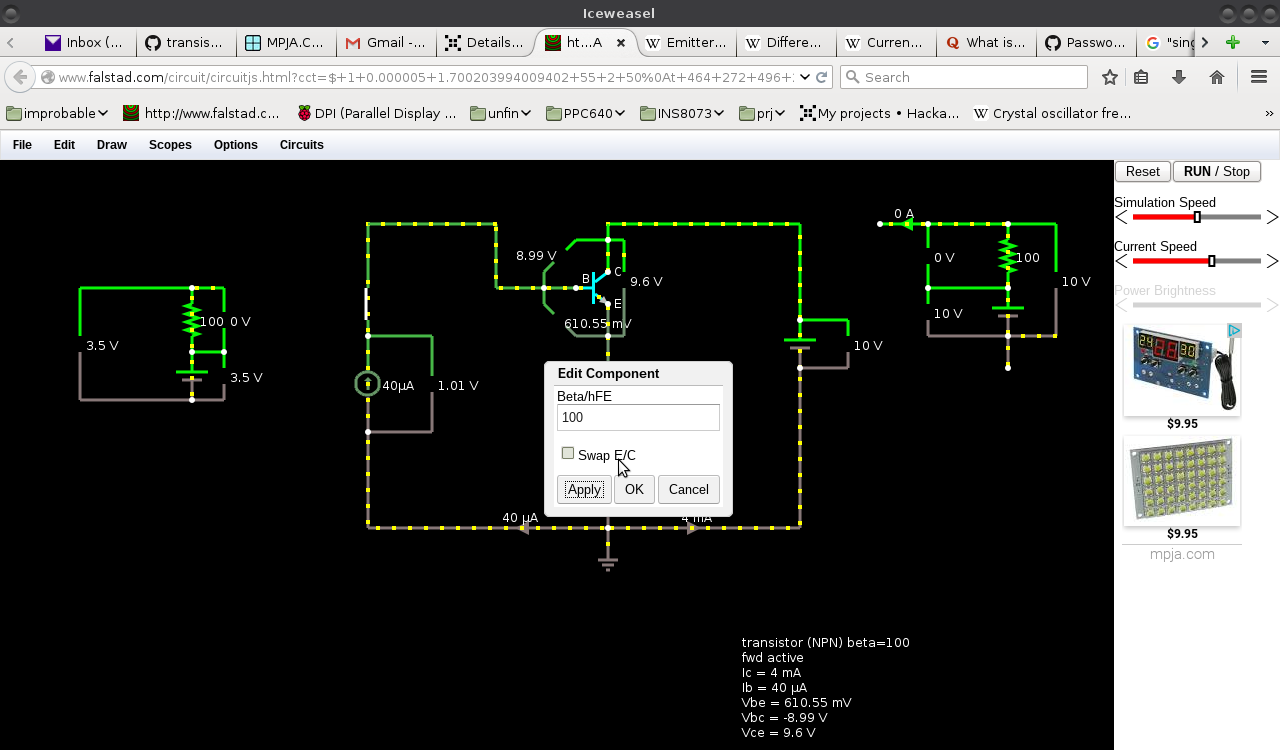 Iceweasel
Inbox (...
transis...
MPJA.C...
Gmail -...
Details...
ht...A
Emitter...
Differe...
Curren...
What is...
Passwo...
"sing
www.falstad.com/circuit/circuitjs.html?cct=$+1+0.000005+1.700203994009402+55+2+50%0At+464+272+496+
Search
improbable
http://www.falstad.c...
DPI (Parallel Display ...
unfin
PPC640
INS8073
prj
My projects • Hacka...
Crystal oscillator fre...
File Edit Draw Scopes Options Circuits
Reset
RUN / Stop
Simulation Speed
Current Speed
Power Brightness
0 A
8.99 V
C
B
E
9.6 V
0 V
100
10 V
10 V
610.55 mV
100
0 V
3.5 V
3.5 V
40µA
1.01 V
10 V
Edit Component
Beta/hFE
100
Swap E/C
Apply
OK
Cancel
40 µA
4 mA
$9.95
$9.95
mpja.com
transistor (NPN) beta=100
fwd active
Ic = 4 mA
Ib = 40 µA
Vbe = 610.55 mV
Vbc = -8.99 V
Vce = 9.6 V